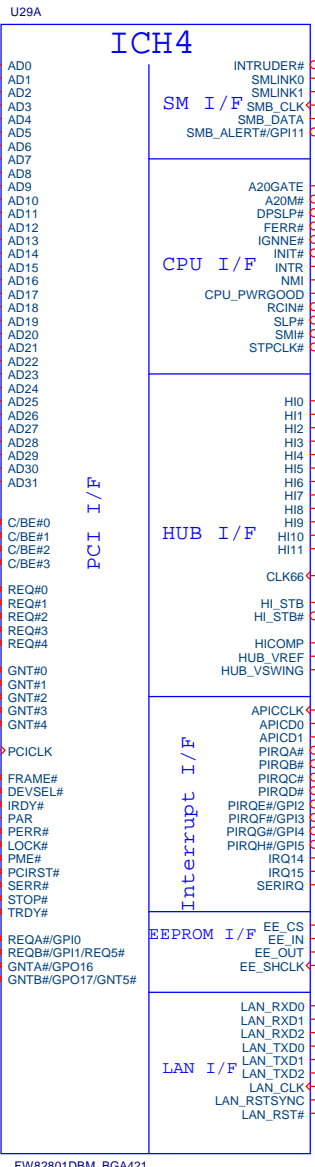 U29A
ICH4
AD0
AD1
AD2
AD3
AD4
AD5
AD6
AD7
AD8
AD9
AD10
AD11
AD12
AD13
AD14
AD15
AD16
AD17
AD18
AD19
AD20
AD21
AD22
AD23
AD24
AD25
AD26
AD27
AD28
AD29
AD30
AD31
C/BE#0
C/BE#1
C/BE#2
C/BE#3
REQ#0
REQ#1
REQ#2
REQ#3
REQ#4
GNT#0
GNT#1
GNT#2
GNT#3
GNT#4
PCICLK
FRAME#
DEVSEL#
IRDY#
PAR
PERR#
LOCK#
PME#
PCIRST#
SERR#
STOP#
TRDY#
REQA#/GPI0
REQB#/GPI1/REQ5#
GNTA#/GPO16
GNTB#/GPO17/GNT5#
PCI I/F
SM I/F
INTRUDER#
SMLINK0
SMLINK1
SMB_CLK
SMB_DATA
SMB_ALERT#/GPI11
CPU I/F
A20GATE
A20M#
DPSLP#
FERR#
IGNNE#
INIT#
INTR
NMI
CPU_PWRGOOD
RCIN#
SLP#
SMI#
STPCLK#
HUB I/F
HI0
HI1
HI2
HI3
HI4
HI5
HI6
HI7
HI8
HI9
HI10
HI11
CLK66
HI_STB
HI_STB#
HICOMP
HUB_VREF
HUB_VSWING
Interrupt I/F
APICCLK
APICD0
APICD1
PIRQA#
PIRQB#
PIRQC#
PIRQD#
PIRQE#/GPI2
PIRQF#/GPI3
PIRQG#/GPI4
PIRQH#/GPI5
IRQ14
IRQ15
SERIRQ
EEPROM I/F
EE_CS
EE_IN
EE_OUT
EE_SHCLK
LAN I/F
LAN_RXD0
LAN_RXD1
LAN_RXD2
LAN_TXD0
LAN_TXD1
LAN_TXD2
LAN_CLK
LAN_RSTSYNC
LAN_RST#
FW82801DBM_BGA421